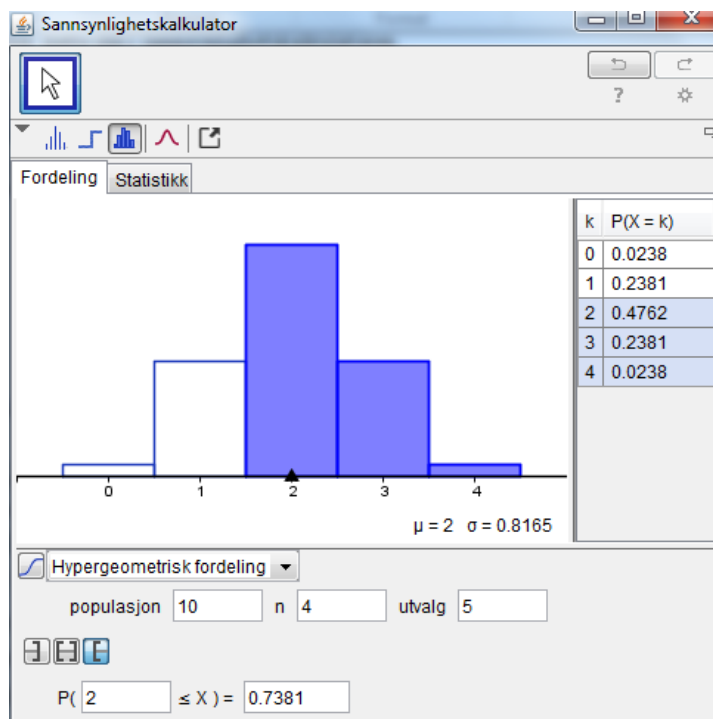 Sannsynlighetskalkulator
?
Fordeling Statistikk
k P(X = k)
0 0.0238
1 0.2381
2 0.4762
3 0.2381
4 0.0238
0 1 2 3 4
μ = 2 σ = 0.8165
Hypergeometrisk fordeling
populasjon 10 n 4 utvalg 5
P( 2 ≤ X ) = 0.7381